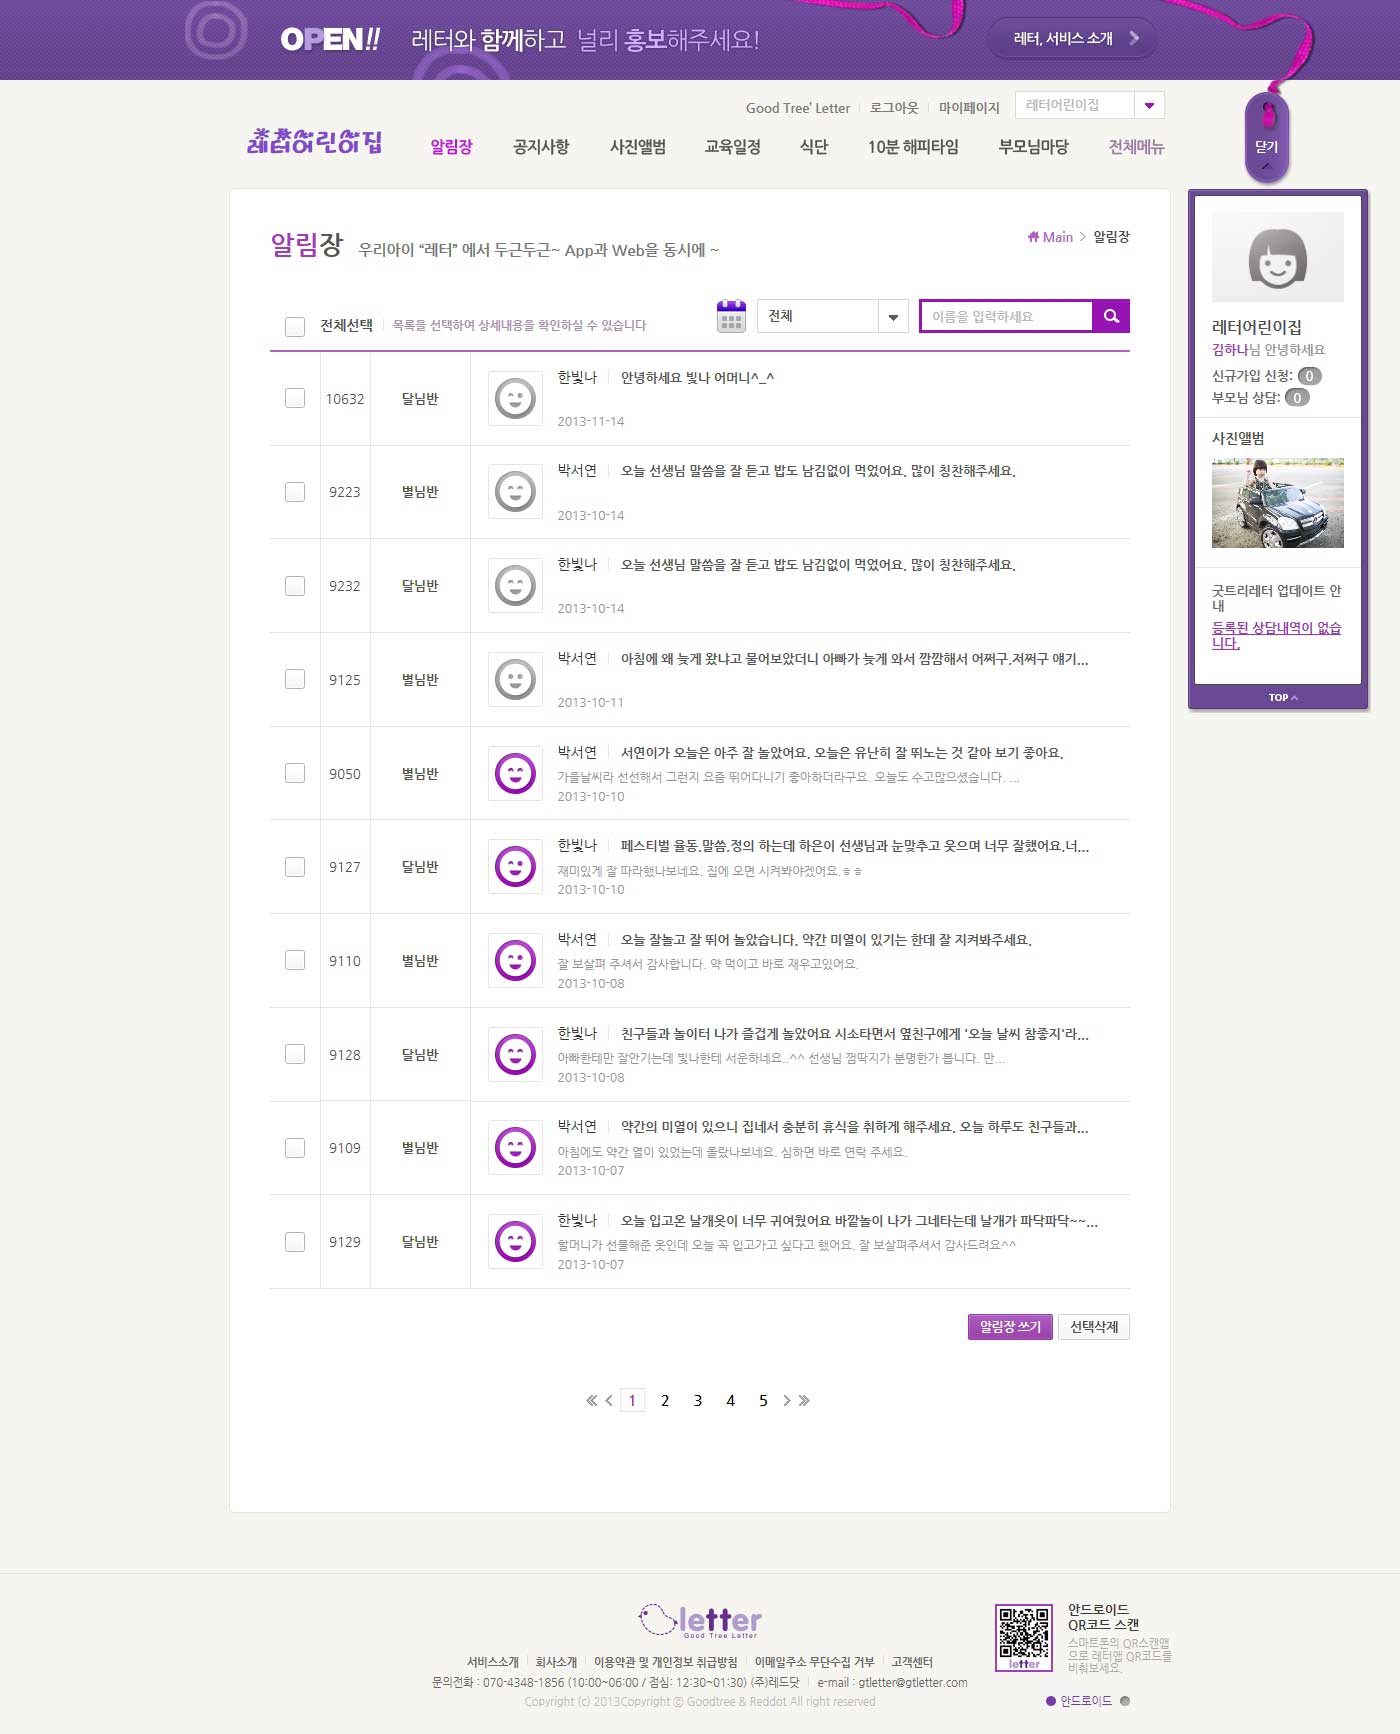 OPEN!! 레터와 함께하고 널리 홍보해주세요!
레터, 서비스 소개 >
Good Tree' Letter 로그아웃 마이페이지 레터어린이집
닫기
레터어린이집 알림장 공지사항 사진앨범 교육일정 식단 10분 해피타임 부모님마당 전체메뉴
알림장 우리아이 “레터” 에서 두근두근~ App과 Web을 동시에 ~
Main > 알림장
전체선택 목록을 선택하여 상세내용을 확인하실 수 있습니다
전체
이름을 입력하세요
10632 달님반 한빛나 안녕하세요 빛나 어머니^_^
2013-11-14
9223 별님반 박서연 오늘 선생님 말씀을 잘 듣고 밥도 남김없이 먹었어요. 많이 칭찬해주세요.
2013-10-14
9232 달님반 한빛나 오늘 선생님 말씀을 잘 듣고 밥도 남김없이 먹었어요. 많이 칭찬해주세요.
2013-10-14
9125 별님반 박서연 아침에 왜 늦게 왔냐고 물어보았더니 아빠가 늦게 와서 깜깜해서 어쩌구,저쩌구 얘기...
2013-10-11
9050 별님반 박서연 서연이가 오늘은 아주 잘 놀았어요. 오늘은 유난히 잘 뛰노는 것 같아 보기 좋아요.
가을날씨라 선선해서 그런지 요즘 뛰어다니기 좋아하더라구요. 오늘도 수고많으셨습니다. ...
2013-10-10
9127 달님반 한빛나 페스티벌 율동,말씀,정의 하는데 하은이 선생님과 눈맞추고 웃으며 너무 잘했어요.너...
재미있게 잘 따라했나보네요. 집에 오면 시켜봐야겠어요.ㅎㅎ
2013-10-10
9110 별님반 박서연 오늘 잘놀고 잘 뛰어 놀았습니다. 약간 미열이 있기는 한데 잘 지켜봐주세요.
잘 보살펴 주셔서 감사합니다. 약 먹이고 바로 재우고있어요.
2013-10-08
9128 달님반 한빛나 친구들과 놀이터 나가 즐겁게 놀았어요 시소타면서 옆친구에게 '오늘 날씨 참좋지'라...
아빠한테만 잘안기는데 빛나한테 서운하네요..^^ 선생님 껌딱지가 분명한가 봅니다. 만...
2013-10-08
9109 별님반 박서연 약간의 미열이 있으니 집네서 충분히 휴식을 취하게 해주세요. 오늘 하루도 친구들과...
아침에도 약간 열이 있었는데 올랐나보네요. 심하면 바로 연락 주세요.
2013-10-07
9129 달님반 한빛나 오늘 입고온 날개옷이 너무 귀여웠어요 바깥놀이 나가 그네타는데 날개가 파닥파닥~~...
할머니가 선물해준 옷인데 오늘 꼭 입고가고 싶다고 했어요. 잘 보살펴주셔서 감사드려요^^
2013-10-07
알림장 쓰기 선택삭제
1 2 3 4 5
레터어린이집
김하나님 안녕하세요
신규가입 신청: 0
부모님 상담: 0
사진앨범
굿트리레터 업데이트 안
내
등록된 상담내역이 없습
니다.
TOP
letter
Good Tree Letter
서비스소개 회사소개 이용약관 및 개인정보 취급방침 이메일주소 무단수집 거부 고객센터
문의전화 : 070-4348-1856 (10:00~06:00 / 점심: 12:30~01:30) (주)레드닷 e-mail : gtletter@gtletter.com
Copyright (c) 2013Copyright ⓒ Goodtree & Reddot All right reserved
letter
안드로이드
QR코드 스캔
스마트폰의 QR스캔앱
으로 레터앱 QR코드를
비춰보세요.
안드로이드